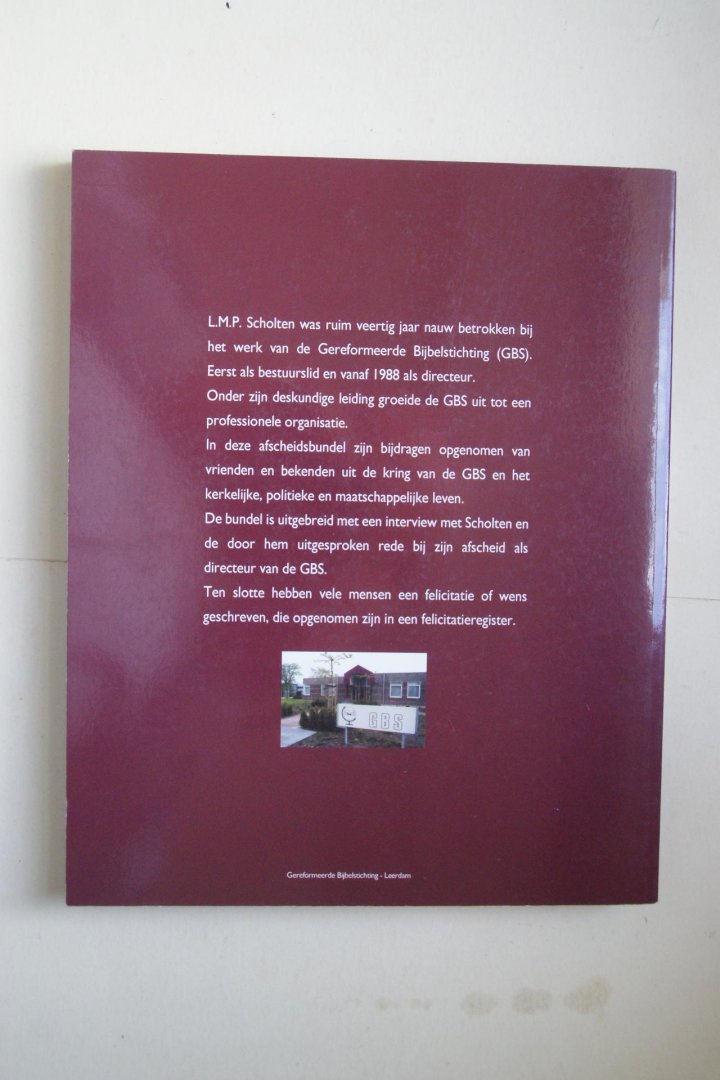 L.M.P. Scholten was ruim veertig jaar nauw betrokken bij
het werk van de Gereformeerde Bijbelstichting (GBS).
Eerst als bestuurslid en vanaf 1988 als directeur.
Onder zijn deskundige leiding groeide de GBS uit tot een
professionele organisatie.
In deze afscheidsbundel zijn bijdragen opgenomen van
vrienden en bekenden uit de kring van de GBS en het
kerkelijke, politieke en maatschappelijke leven.
De bundel is uitgebreid met een interview met Scholten en
de door hem uitgesproken rede bij zijn afscheid als
directeur van de GBS.
Ten slotte hebben vele mensen een felicitatie of wens
geschreven, die opgenomen zijn in een felicitatieregister.
GBS
Gereformeerde Bijbelstichting - Leerdam